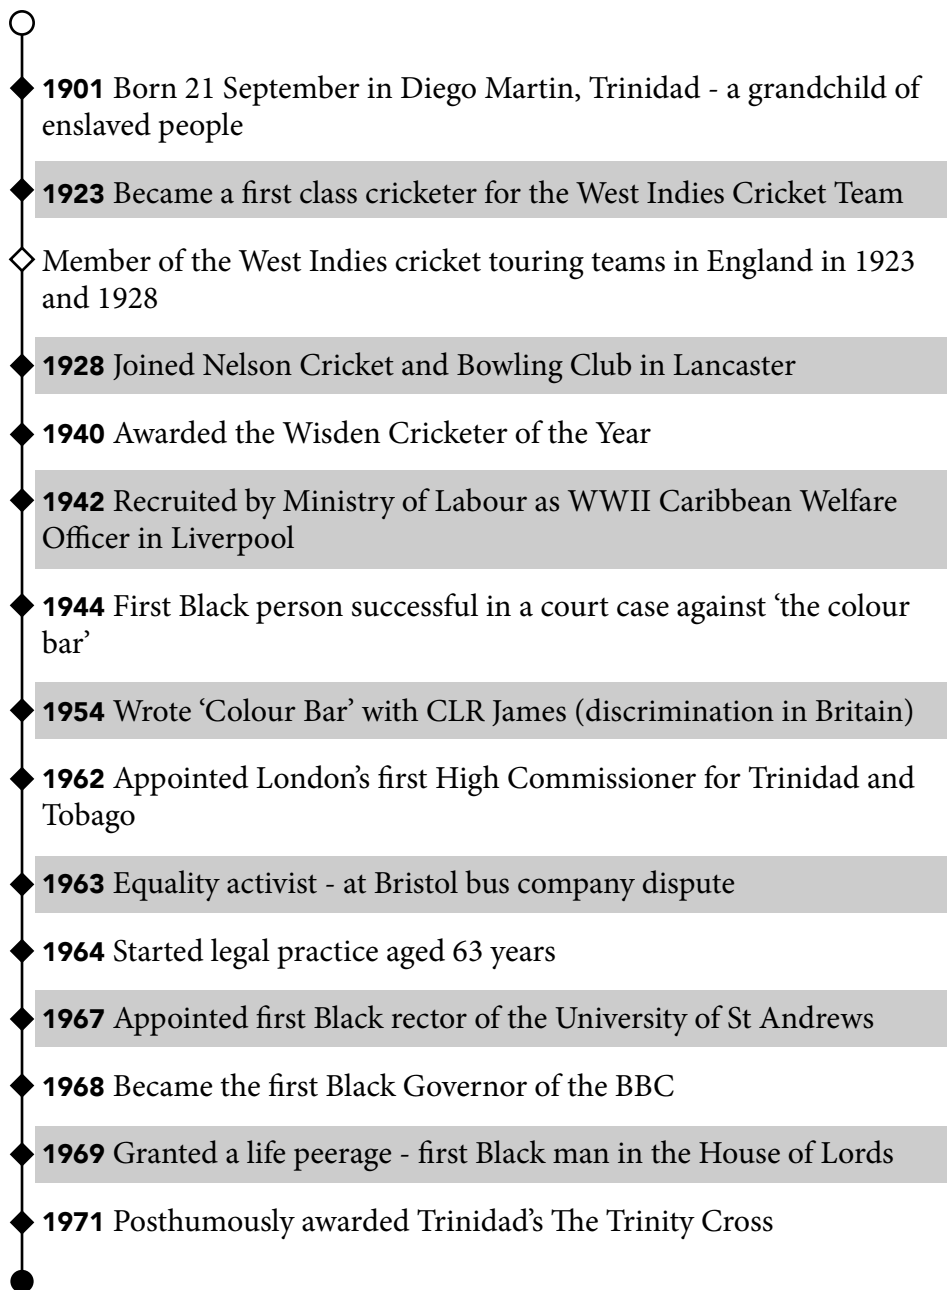 1901 Born 21 September in Diego Martin, Trinidad - a grandchild of
enslaved people
1923 Became a first class cricketer for the West Indies Cricket Team
Member of the West Indies cricket touring teams in England in 1923
and 1928
1928 Joined Nelson Cricket and Bowling Club in Lancaster
1940 Awarded the Wisden Cricketer of the Year
1942 Recruited by Ministry of Labour as WWII Caribbean Welfare
Officer in Liverpool
1944 First Black person successful in a court case against ‘the colour
bar’
1954 Wrote ‘Colour Bar’ with CLR James (discrimination in Britain)
1962 Appointed London’s first High Commissioner for Trinidad and
Tobago
1963 Equality activist - at Bristol bus company dispute
1964 Started legal practice aged 63 years
1967 Appointed first Black rector of the University of St Andrews
1968 Became the first Black Governor of the BBC
1969 Granted a life peerage - first Black man in the House of Lords
1971 Posthumously awarded Trinidad’s The Trinity Cross